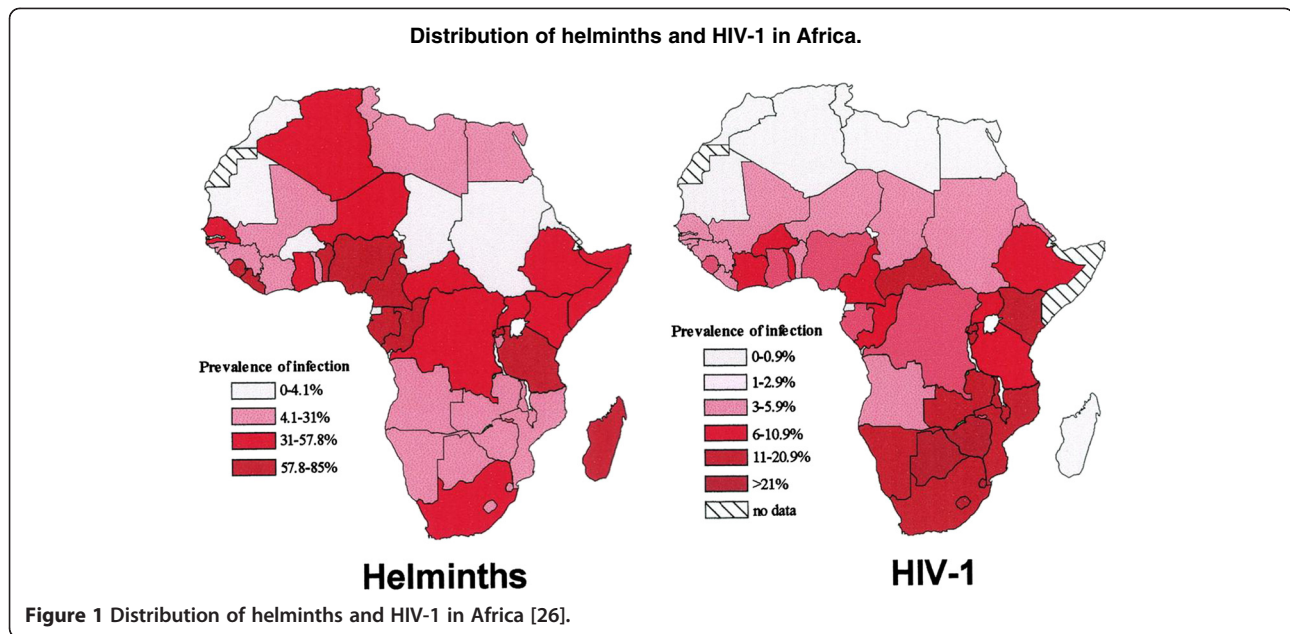 Distribution of helminths and HIV-1 in Africa.
Prevalence of infection
0-4.1%
4.1-31%
31-57.8%
57.8-85%
Helminths
Prevalence of infection
0-0.9%
1-2.9%
3-5.9%
6-10.9%
11-20.9%
>21%
no data
HIV-1
Figure 1 Distribution of helminths and HIV-1 in Africa [26].